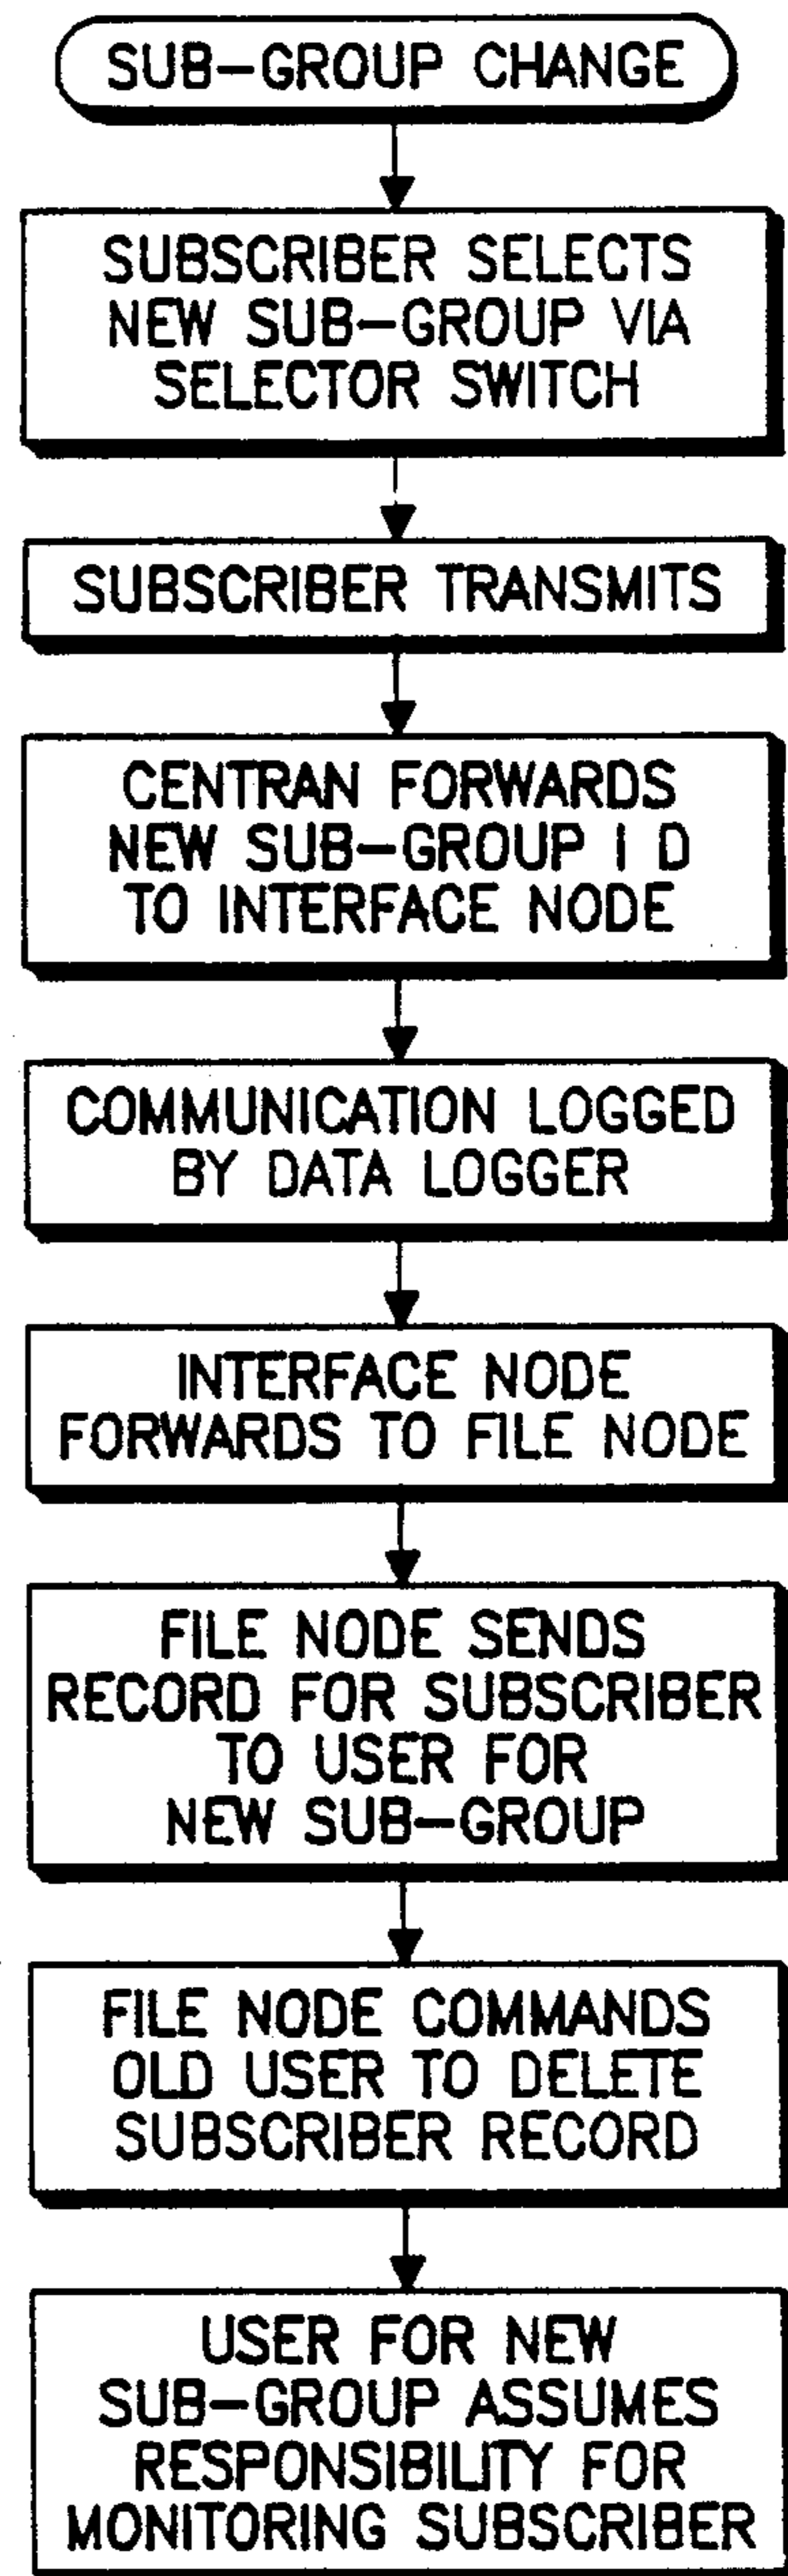 SUB-GROUP CHANGE
SUBSCRIBER SELECTS
NEW SUB-GROUP VIA
SELECTOR SWITCH
SUBSCRIBER TRANSMITS
CENTRAN FORWARDS
NEW SUB-GROUP I D
TO INTERFACE NODE
COMMUNICATION LOGGED
BY DATA LOGGER
INTERFACE NODE
FORWARDS TO FILE NODE
FILE NODE SENDS
RECORD FOR SUBSCRIBER
TO USER FOR
NEW SUB-GROUP
FILE NODE COMMANDS
OLD USER TO DELETE
SUBSCRIBER RECORD
USER FOR NEW
SUB-GROUP ASSUMES
RESPONSIBILITY FOR
MONITORING SUBSCRIBER